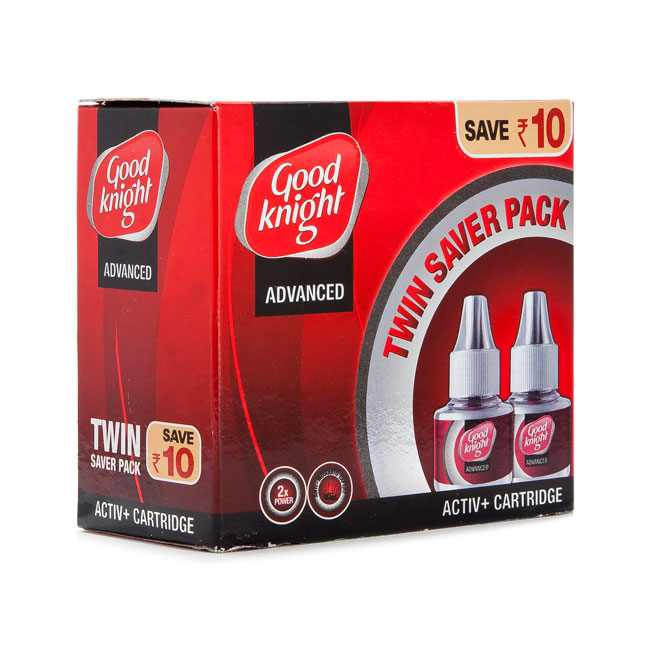 Good
knight
ADVANCED
TWIN
SAVER PACK
SAVE
₹10
ACTIV+ CARTRIDGE
SAVE ₹10
Good
knight
ADVANCED
TWIN SAVER PACK
Good
knight
ADVANCED
Good
knight
ADVANCED
2x
POWER
ACTIV+ CARTRIDGE